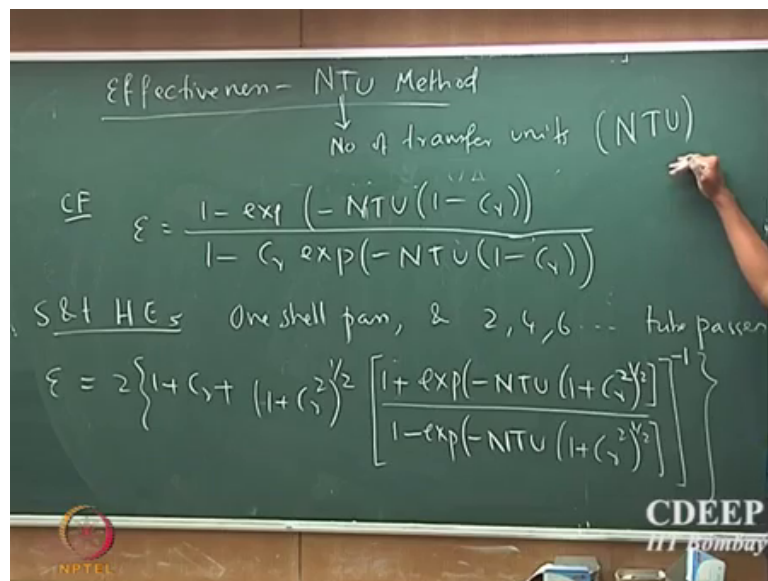 Effectiveness - NTU Method
No of transfer units (NTU)
CF ε = 1 - exp (- NTU (1 - Cr)) / 1 - Cr exp (- NTU (1 - Cr))
S&t HEs One shell pass, & 2, 4, 6 ... tube passes
ε = 2 { 1 + Cr + (1 + Cr²)^1/2 [ 1 + exp(- NTU (1 + Cr²)^1/2 ] / 1 - exp(- NTU (1 + Cr²)^1/2 ] ]^-1 }
CDEEP
IIT Bombay
NPTEL